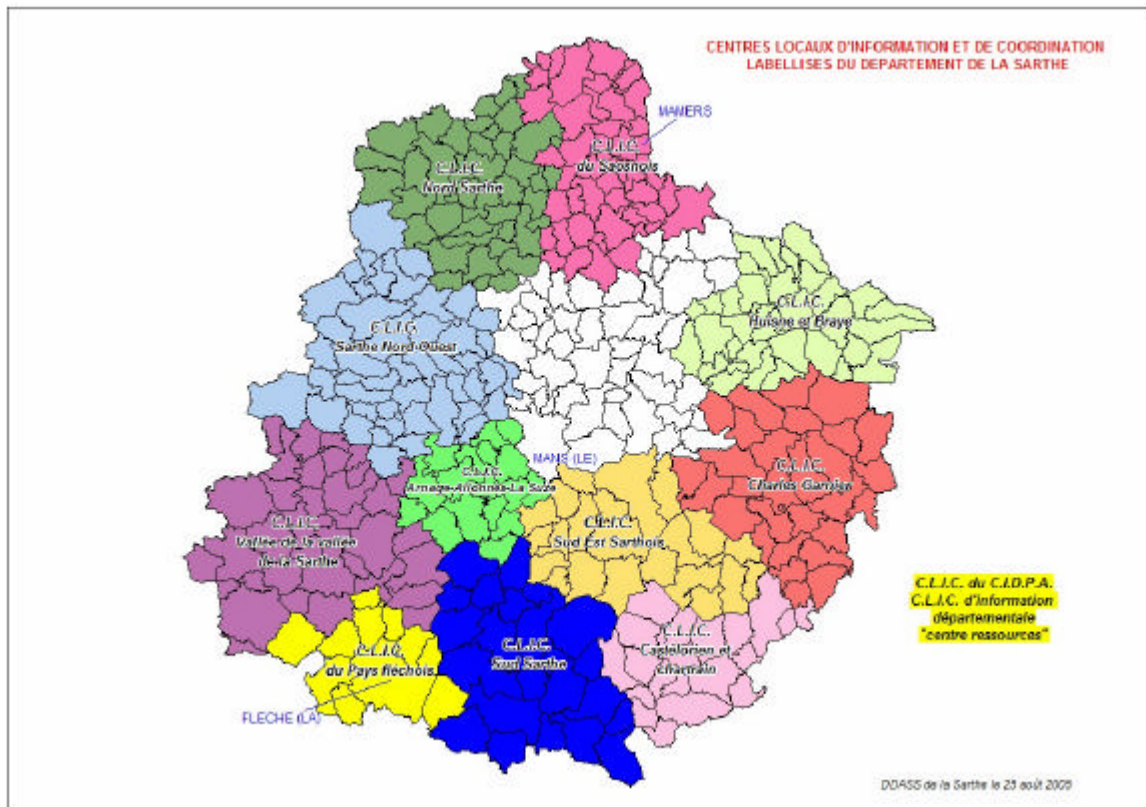 CENTRES LOCAUX D'INFORMATION ET DE COORDINATION
LABELLISES DU DEPARTEMENT DE LA SARTHE
MAMERS
C.L.I.C.
du Saosnois
C.L.I.C.
Nord Sarthe
C.L.I.C.
Huisne et Braye
C.L.I.C.
Sarthe Nord-Ouest
MANS (LE)
C.L.I.C.
Arnage-Allonnes-La Suze
C.L.I.C.
Charles Garnier
C.L.I.C.
Vallée de la vallée
de la Sarthe
C.L.I.C.
Sud Est Sarthois
C.L.I.C. du C.I.D.P.A.
C.L.I.C. d'information
départementale
"centre ressources"
C.L.I.C.
du Pays fléchois
C.L.I.C.
Sud Sarthe
C.L.I.C.
Castélorien et
chartrain
FLECHE (LA)
DDASS de la Sarthe le 25 août 2005